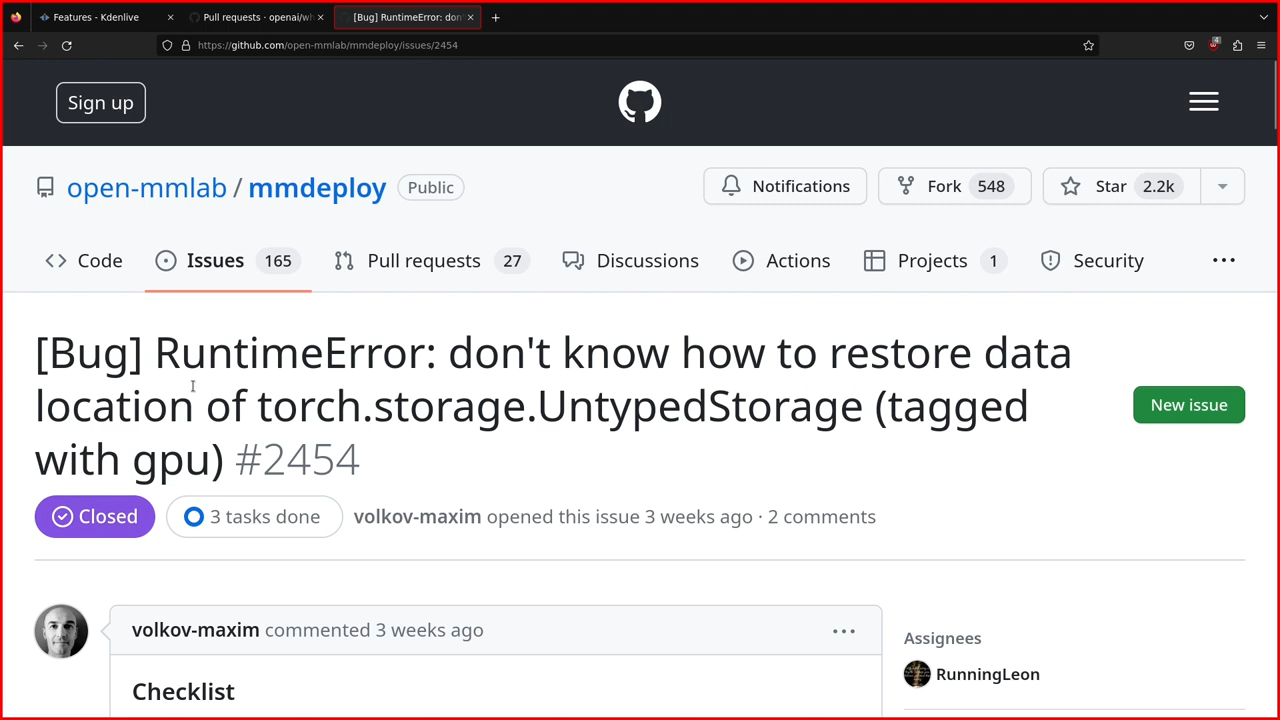 Features - Kdenlive
Pull requests · openai/wh
[Bug] RuntimeError: don'
https://github.com/open-mmlab/mmdeploy/issues/2454
4
Sign up
open-mmlab / mmdeploy Public
Notifications
Fork 548
Star 2.2k
Code
Issues 165
Pull requests 27
Discussions
Actions
Projects 1
Security
[Bug] RuntimeError: don't know how to restore data
location of torch.storage.UntypedStorage (tagged
with gpu) #2454
New issue
Closed
3 tasks done
volkov-maxim opened this issue 3 weeks ago · 2 comments
volkov-maxim commented 3 weeks ago
Assignees
RunningLeon
Checklist